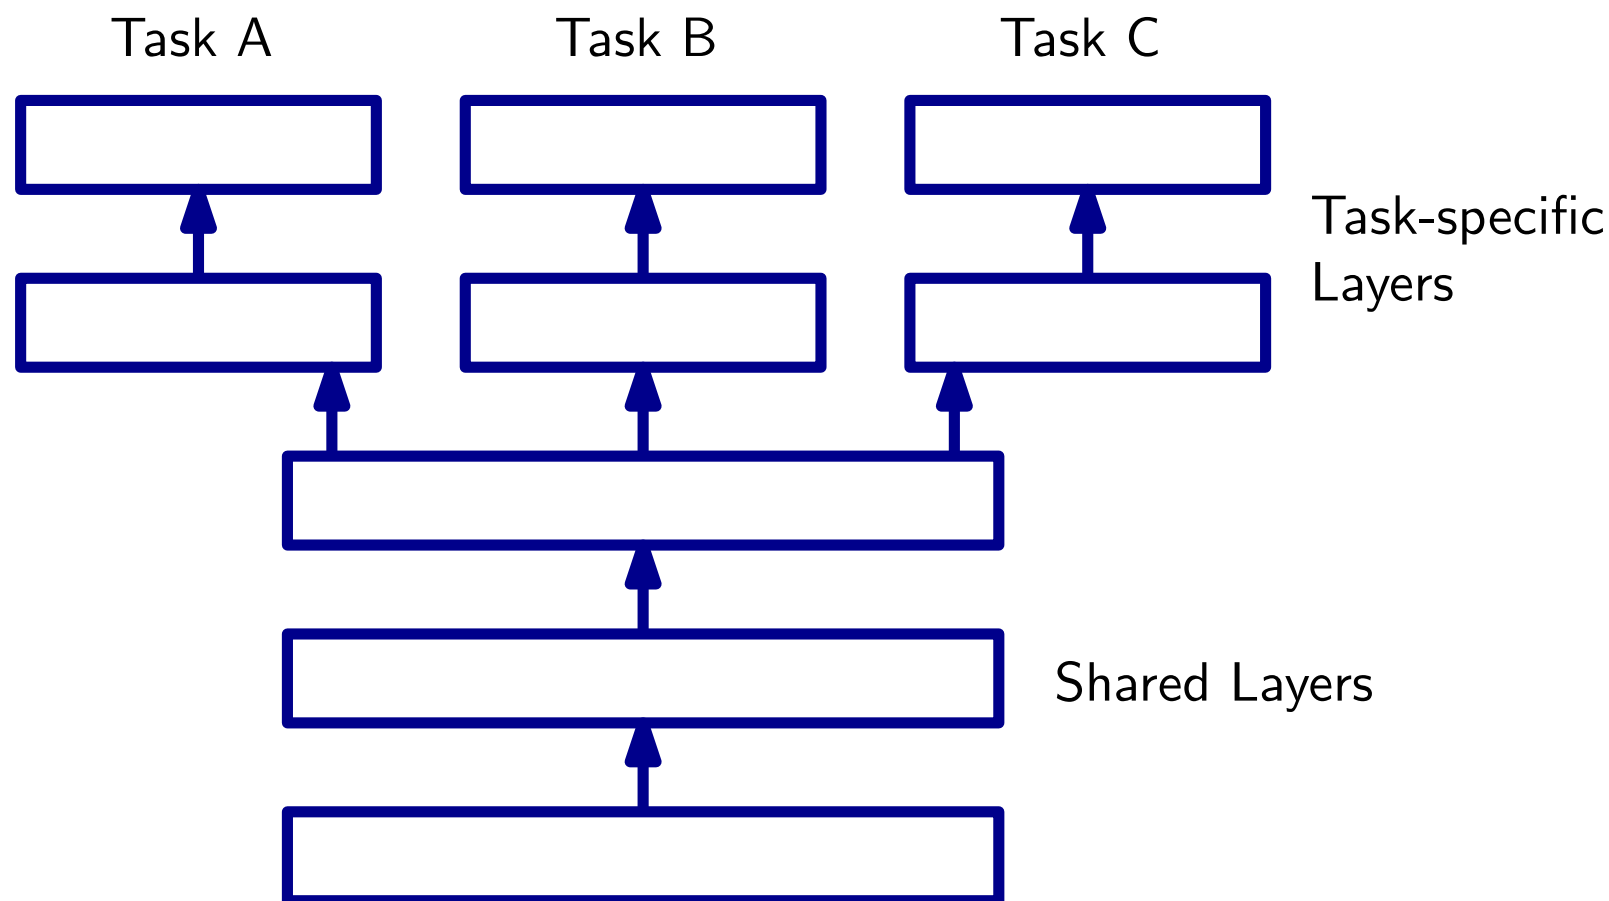 Task A
Task B
Task C
Task-specific
Layers
Shared Layers